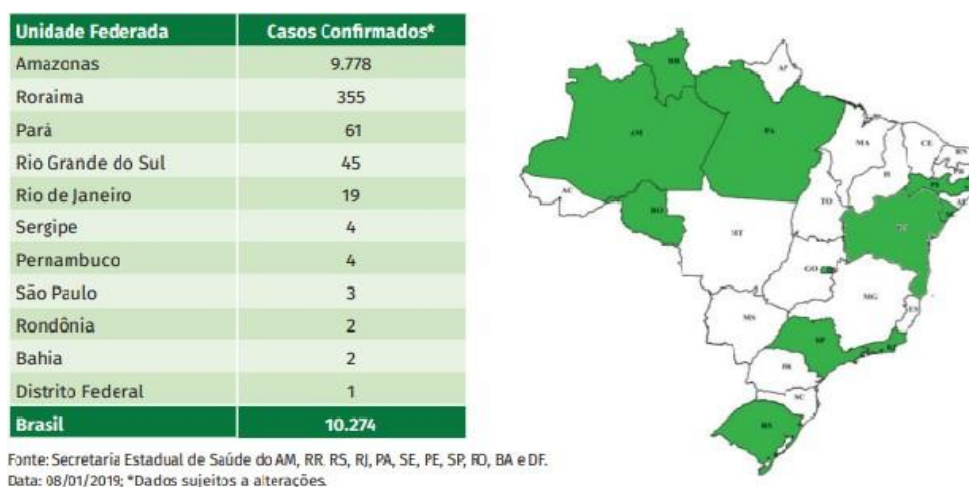 Unidade Federada Casos Confirmados*
Amazonas 9.778
Roraima 355
Pará 61
Rio Grande do Sul 45
Rio de Janeiro 19
Sergipe 4
Pernambuco 4
São Paulo 3
Rondônia 2
Bahia 2
Distrito Federal 1
Brasil 10.274
Fonte: Secretaria Estadual de Saúde do AM, RR RS, RJ, PA, SE, PE, SP, RO, BA e DF.
Data: 08/01/2019; *Dados sujeitos a alterações.
RR
AP
AM
PA
MA
CE
RN
PB
PE
AC
RO
TO
MT
GO
MG
ES
MS
SP
PR
SC
RS